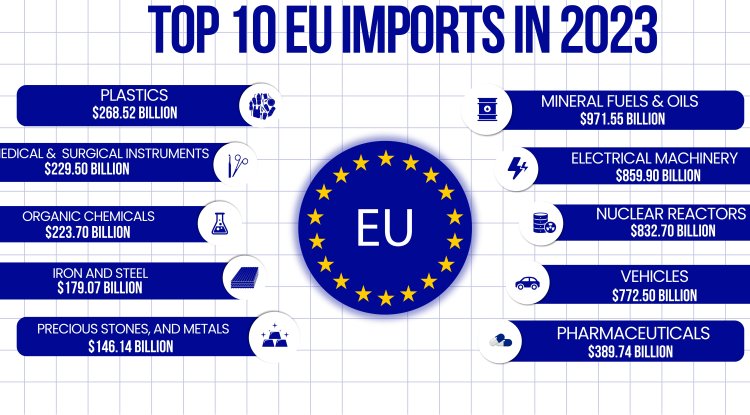 TOP 10 EU IMPORTS IN 2023
PLASTICS
$268.52 BILLION
EDICAL & SURGICAL INSTRUMENTS
$229.50 BILLION
ORGANIC CHEMICALS
$223.70 BILLION
IRON AND STEEL
$179.07 BILLION
PRECIOUS STONES, AND METALS
$146.14 BILLION
EU
MINERAL FUELS & OILS
$971.55 BILLION
ELECTRICAL MACHINERY
$859.90 BILLION
NUCLEAR REACTORS
$832.70 BILLION
VEHICLES
$772.50 BILLION
PHARMACEUTICALS
$389.74 BILLION